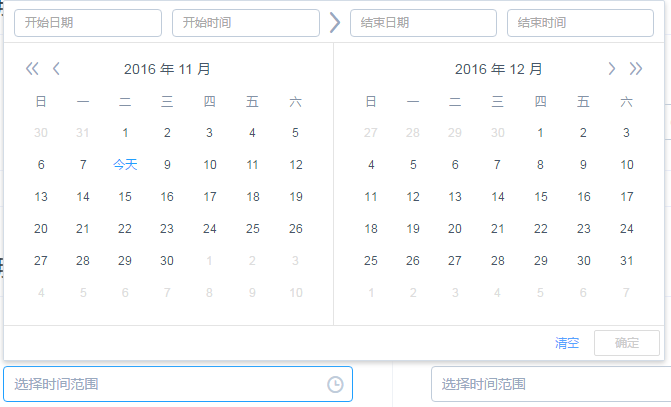 开始日期 开始时间 结束日期 结束时间
2016 年 11 月
日 一 二 三 四 五 六
30 31 1 2 3 4 5
6 7 今天 9 10 11 12
13 14 15 16 17 18 19
20 21 22 23 24 25 26
27 28 29 30 1 2 3
4 5 6 7 8 9 10
2016 年 12 月
日 一 二 三 四 五 六
27 28 29 30 1 2 3
4 5 6 7 8 9 10
11 12 13 14 15 16 17
18 19 20 21 22 23 24
25 26 27 28 29 30 31
1 2 3 4 5 6 7
清空 确定
选择时间范围 选择时间范围